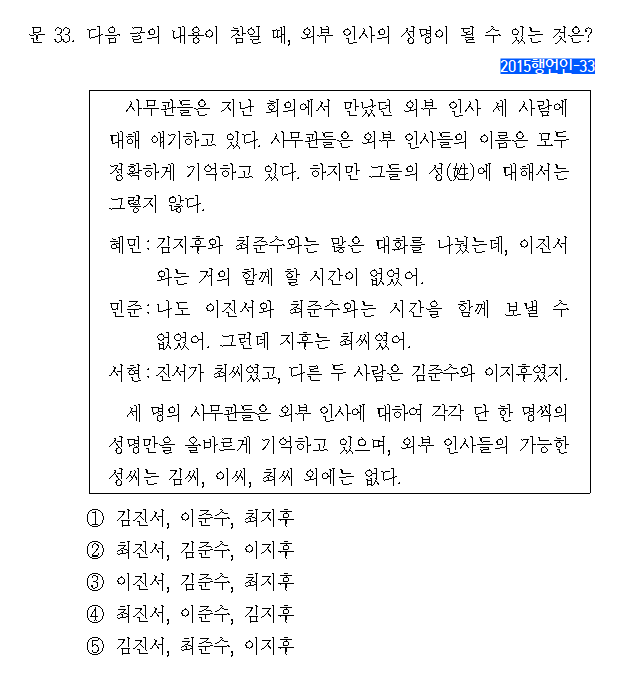 문 33. 다음 글의 내용이 참일 때, 외부 인사의 성명이 될 수 있는 것은?
2015행언인-33
사무관들은 지난 회의에서 만났던 외부 인사 세 사람에
대해 얘기하고 있다. 사무관들은 외부 인사들의 이름은 모두
정확하게 기억하고 있다. 하지만 그들의 성(姓)에 대해서는
그렇지 않다.
혜민: 김지후와 최준수와는 많은 대화를 나눴는데, 이진서
와는 거의 함께 할 시간이 없었어.
민준: 나도 이진서와 최준수와는 시간을 함께 보낼 수
없었어. 그런데 지후는 최씨였어.
서현: 진서가 최씨였고, 다른 두 사람은 김준수와 이지후였지.
세 명의 사무관들은 외부 인사에 대하여 각각 단 한 명씩의
성명만을 올바르게 기억하고 있으며, 외부 인사들의 가능한
성씨는 김씨, 이씨, 최씨 외에는 없다.
① 김진서, 이준수, 최지후
② 최진서, 김준수, 이지후
③ 이진서, 김준수, 최지후
④ 최진서, 이준수, 김지후
⑤ 김진서, 최준수, 이지후